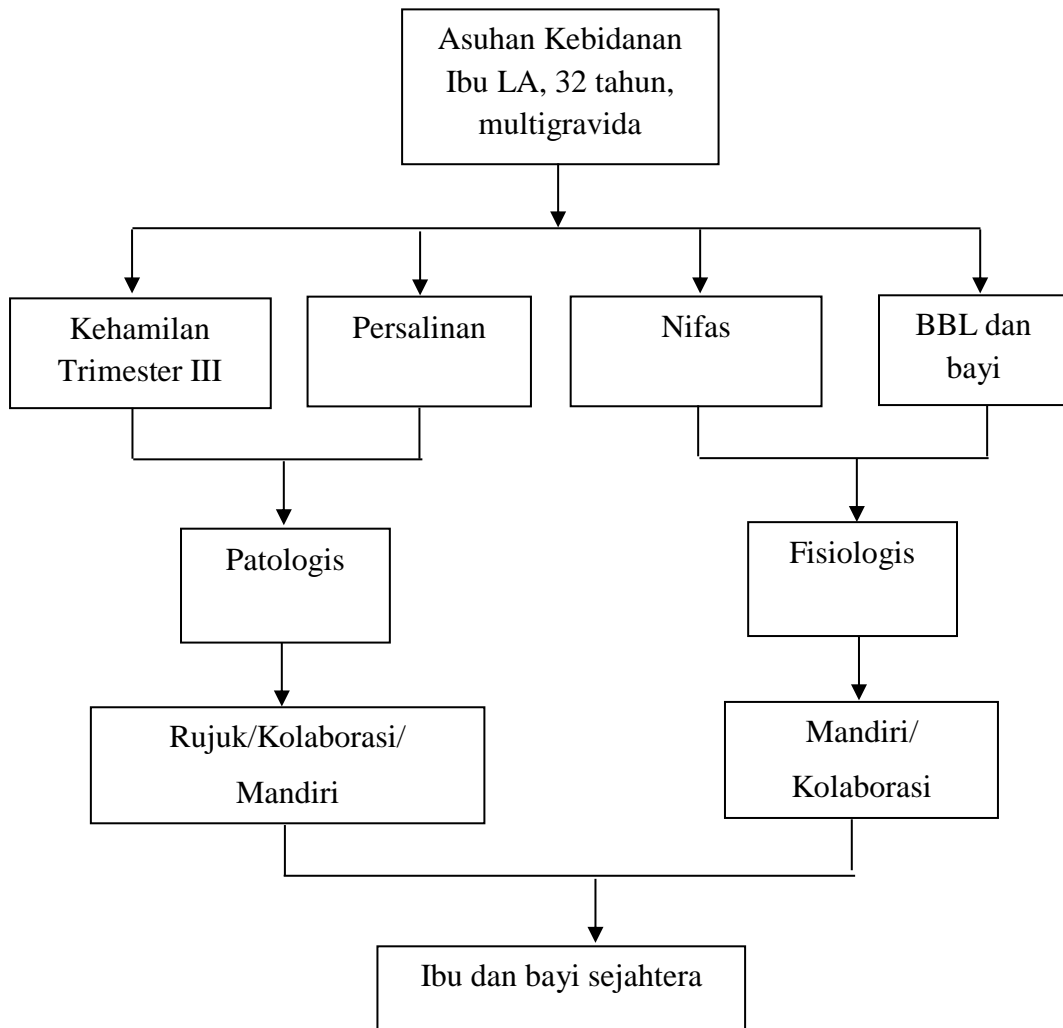 Asuhan Kebidanan
Ibu LA, 32 tahun,
multigravida
Kehamilan
Trimester III
Persalinan
Nifas
BBL dan
bayi
Patologis
Fisiologis
Rujuk/Kolaborasi/
Mandiri
Mandiri/
Kolaborasi
Ibu dan bayi sejahtera